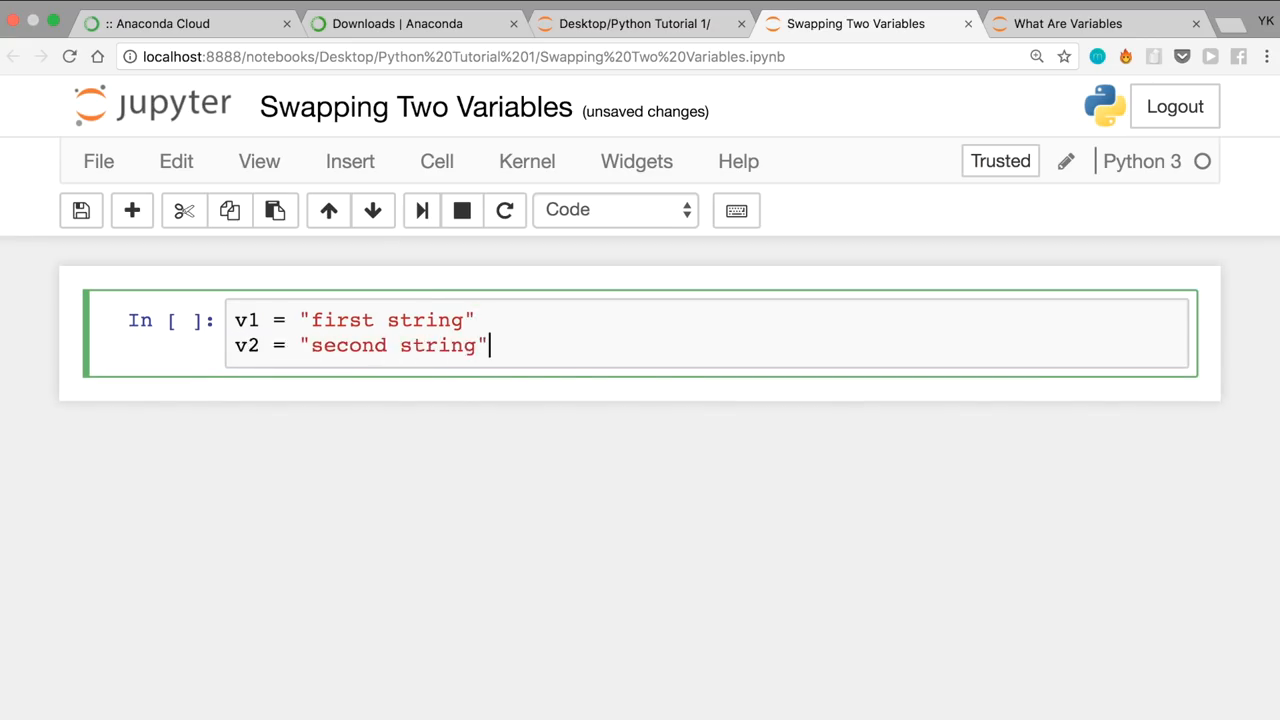 :: Anaconda Cloud
Downloads | Anaconda
Desktop/Python Tutorial 1/
Swapping Two Variables
What Are Variables
YK
localhost:8888/notebooks/Desktop/Python%20Tutorial%201/Swapping%20Two%20Variables.ipynb
jupyter Swapping Two Variables (unsaved changes)
Logout
File Edit View Insert Cell Kernel Widgets Help Trusted Python 3
Code
In [ ]: v1 = "first string"
v2 = "second string"